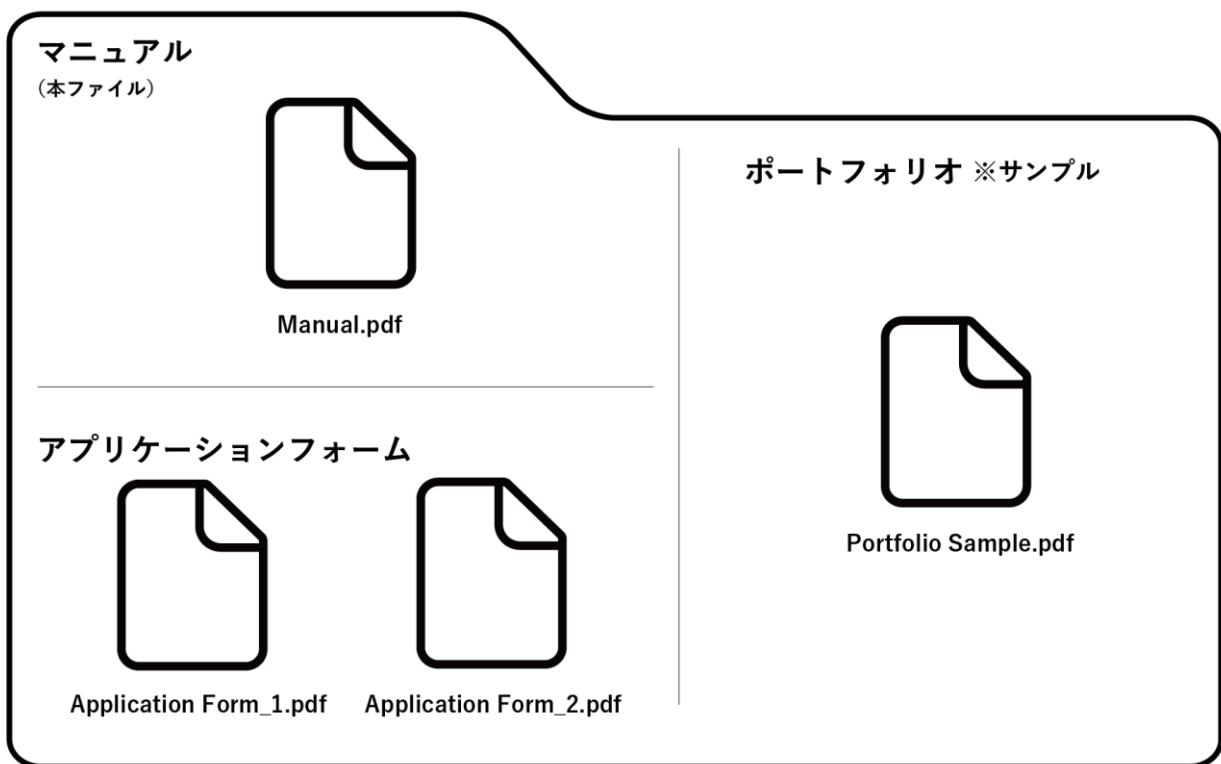 マニュアル
(本ファイル)
Manual.pdf
アプリケーションフォーム
Application Form_1.pdf
Application Form_2.pdf
ポートフォリオ ※サンプル
Portfolio Sample.pdf